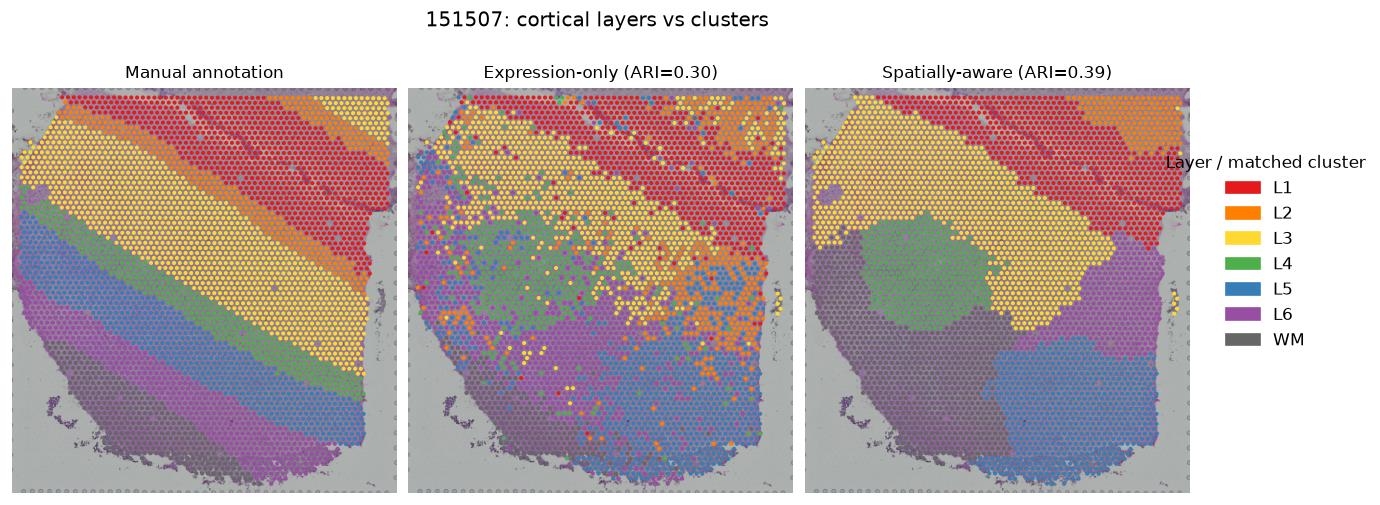 151507: cortical layers vs clusters
Manual annotation
Expression-only (ARI=0.30)
Spatially-aware (ARI=0.39)
Layer / matched cluster
L1
L2
L3
L4
L5
L6
WM